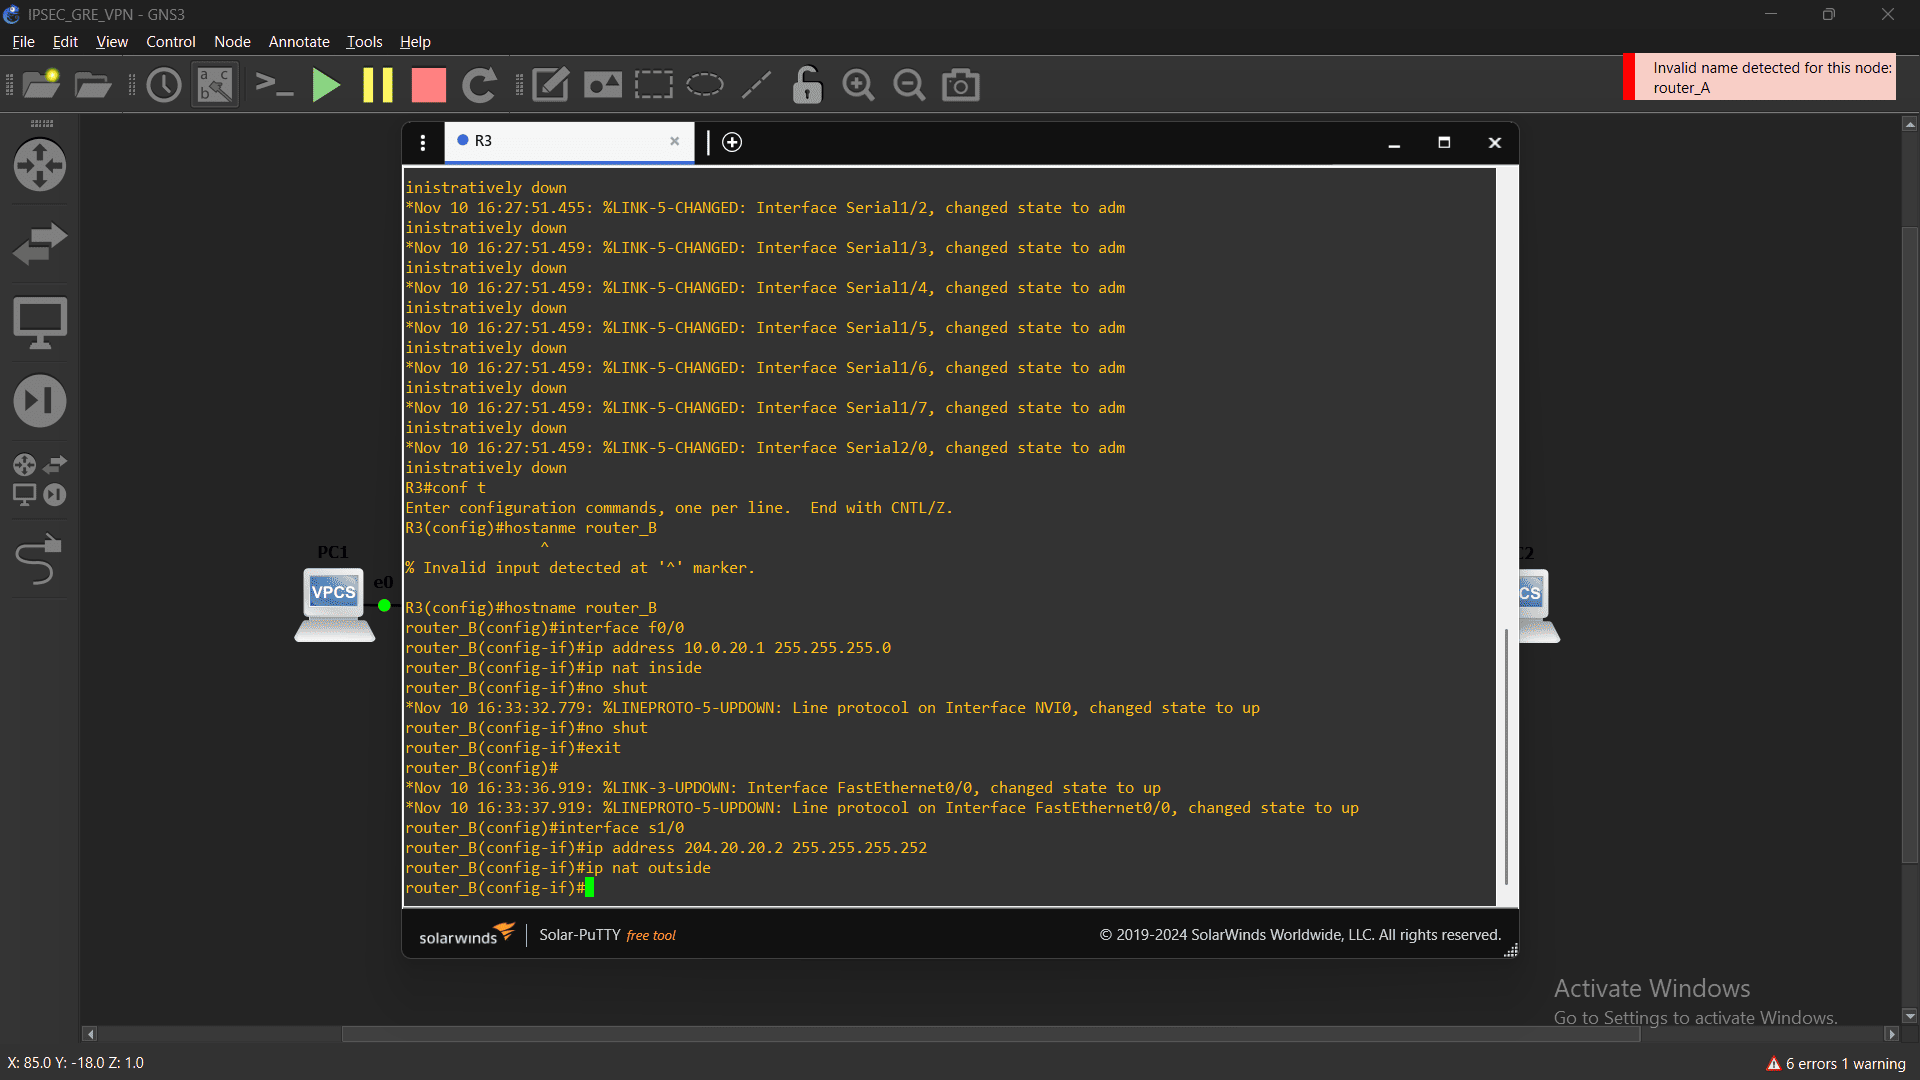 IPSEC_GRE_VPN - GNS3
File Edit View Control Node Annotate Tools Help
a c
b
Invalid name detected for this node:
router_A
R3
inistratively down
*Nov 10 16:27:51.455: %LINK-5-CHANGED: Interface Serial1/2, changed state to adm
inistratively down
*Nov 10 16:27:51.459: %LINK-5-CHANGED: Interface Serial1/3, changed state to adm
inistratively down
*Nov 10 16:27:51.459: %LINK-5-CHANGED: Interface Serial1/4, changed state to adm
inistratively down
*Nov 10 16:27:51.459: %LINK-5-CHANGED: Interface Serial1/5, changed state to adm
inistratively down
*Nov 10 16:27:51.459: %LINK-5-CHANGED: Interface Serial1/6, changed state to adm
inistratively down
*Nov 10 16:27:51.459: %LINK-5-CHANGED: Interface Serial1/7, changed state to adm
inistratively down
*Nov 10 16:27:51.459: %LINK-5-CHANGED: Interface Serial2/0, changed state to adm
inistratively down
R3#conf t
Enter configuration commands, one per line.  End with CNTL/Z.
R3(config)#hostanme router_B
^
% Invalid input detected at '^' marker.
R3(config)#hostname router_B
router_B(config)#interface f0/0
router_B(config-if)#ip address 10.0.20.1 255.255.255.0
router_B(config-if)#ip nat inside
router_B(config-if)#no shut
*Nov 10 16:33:32.779: %LINEPROTO-5-UPDOWN: Line protocol on Interface NVI0, changed state to up
router_B(config-if)#no shut
router_B(config-if)#exit
router_B(config)#
*Nov 10 16:33:36.919: %LINK-3-UPDOWN: Interface FastEthernet0/0, changed state to up
*Nov 10 16:33:37.919: %LINEPROTO-5-UPDOWN: Line protocol on Interface FastEthernet0/0, changed state to up
router_B(config)#interface s1/0
router_B(config-if)#ip address 204.20.20.2 255.255.255.252
router_B(config-if)#ip nat outside
router_B(config-if)#
PC1
VPCS
e0
C2
CS
solarwinds
Solar-PuTTY free tool
© 2019-2024 SolarWinds Worldwide, LLC. All rights reserved.
Activate Windows
Go to Settings to activate Windows.
X: 85.0 Y: -18.0 Z: 1.0
6 errors 1 warning